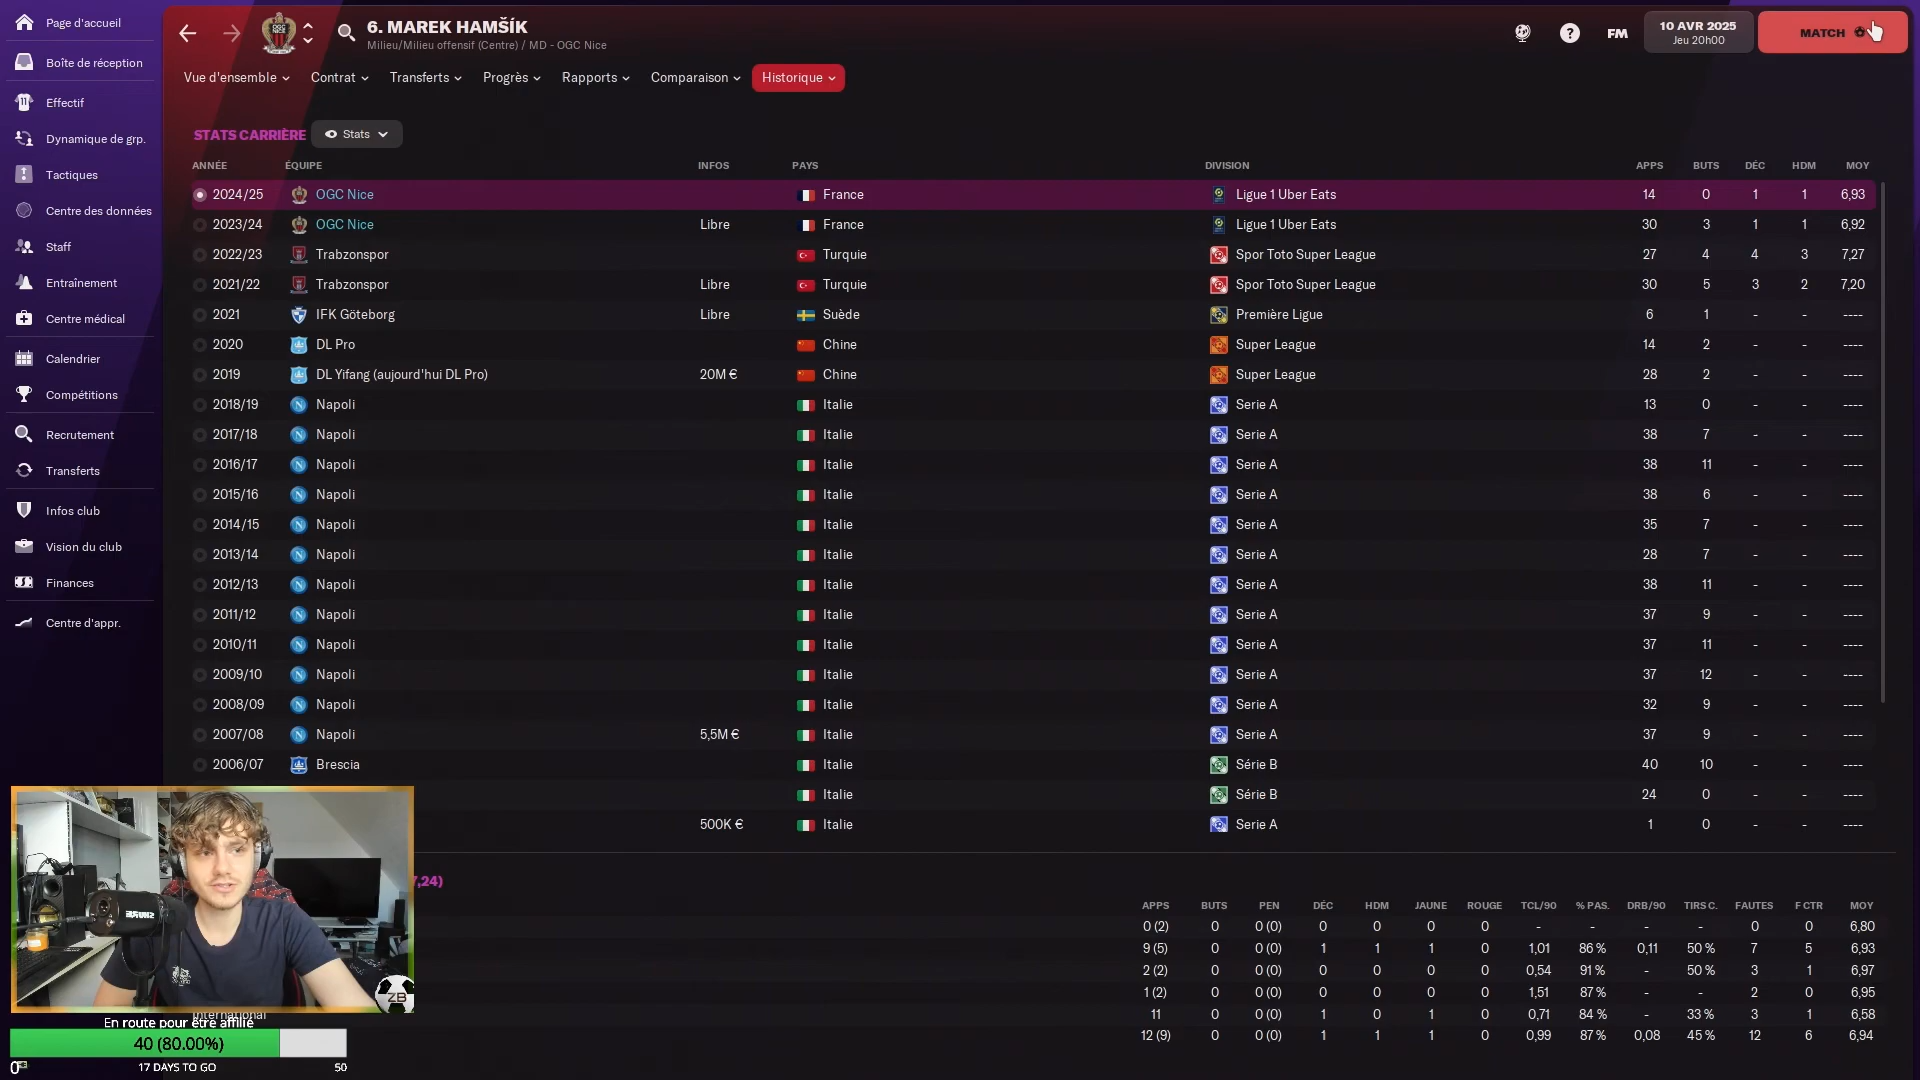 Page d'accueil
Boîte de réception
Effectif
Dynamique de grp.
Tactiques
Centre des données
Staff
Entraînement
Centre médical
Calendrier
Compétitions
Recrutement
Transferts
Infos club
Vision du club
Finances
Centre d'appr.
6. MAREK HAMŠÍK
Milieu/Milieu offensif (Centre) / MD - OGC Nice
FM
10 AVR 2025
Jeu 20h00
MATCH
Vue d'ensemble Contrat Transferts Progrès Rapports Comparaison Historique
STATS CARRIÈRE Stats
ANNÉE ÉQUIPE INFOS PAYS DIVISION APPS BUTS DÉC HDM MOY
2024/25 OGC Nice France Ligue 1 Uber Eats 14 0 1 1 6,93
2023/24 OGC Nice Libre France Ligue 1 Uber Eats 30 3 1 1 6,92
2022/23 Trabzonspor Turquie Spor Toto Super League 27 4 4 3 7,27
2021/22 Trabzonspor Libre Turquie Spor Toto Super League 30 5 3 2 7,20
2021 IFK Göteborg Libre Suède Première Ligue 6 1 - - ----
2020 DL Pro Chine Super League 14 2 - - ----
2019 DL Yifang (aujourd'hui DL Pro) 20M € Chine Super League 28 2 - - ----
2018/19 Napoli Italie Serie A 13 0 - - ----
2017/18 Napoli Italie Serie A 38 7 - - ----
2016/17 Napoli Italie Serie A 38 11 - - ----
2015/16 Napoli Italie Serie A 38 6 - - ----
2014/15 Napoli Italie Serie A 35 7 - - ----
2013/14 Napoli Italie Serie A 28 7 - - ----
2012/13 Napoli Italie Serie A 38 11 - - ----
2011/12 Napoli Italie Serie A 37 9 - - ----
2010/11 Napoli Italie Serie A 37 11 - - ----
2009/10 Napoli Italie Serie A 37 12 - - ----
2008/09 Napoli Italie Serie A 32 9 - - ----
2007/08 Napoli 5,5M € Italie Serie A 37 9 - - ----
2006/07 Brescia Italie Série B 40 10 - - ----
Italie Série B 24 0 - - ----
500K € Italie Serie A 1 0 - - ----
7,24)
APPS BUTS PEN DÉC HDM JAUNE ROUGE TCL/90 % PAS. DRB/90 TIRS C. FAUTES F CTR MOY
0 (2) 0 0 (0) 0 0 0 0 - - - - 0 0 6,80
9 (5) 0 0 (0) 1 1 1 0 1,01 86 % 0,11 50 % 7 5 6,93
2 (2) 0 0 (0) 0 0 0 0 0,54 91 % - 50 % 3 1 6,97
1 (2) 0 0 (0) 0 0 0 0 1,51 87 % - - 2 0 6,95
11 0 0 (0) 1 0 1 0 0,71 84 % - 33 % 3 1 6,58
12 (9) 0 0 (0) 1 1 1 0 0,99 87 % 0,08 45 % 12 6 6,94
ZB
International
En route pour être affilié
40 (80.00%)
0 17 DAYS TO GO 50